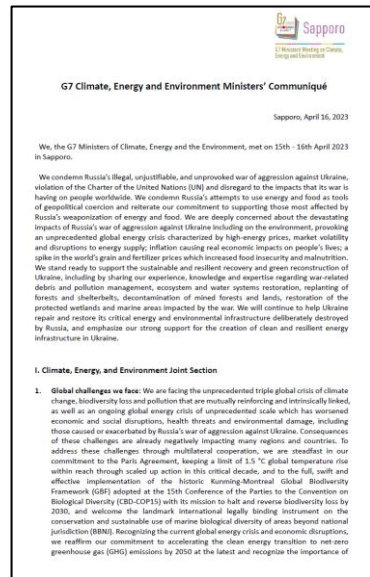 G7
Sapporo
G7 Ministers' Meeting on Climate,
Energy and Environment
G7 Climate, Energy and Environment Ministers' Communiqué
Sapporo, April 16, 2023
We, the G7 Ministers of Climate, Energy and the Environment, met on 15th - 16th April 2023
in Sapporo.
We condemn Russia's illegal, unjustifiable, and unprovoked war of aggression against Ukraine,
violation of the Charter of the United Nations (UN) and disregard to the impacts that its war is
having on people worldwide. We condemn Russia's attempts to use energy and food as tools
of geopolitical coercion and reiterate our commitment to supporting those most affected by
Russia's weaponization of energy and food. We are deeply concerned about the devastating
impacts of Russia's war of aggression against Ukraine including on the environment, provoking
an unprecedented global energy crisis characterized by high-energy prices, market volatility
and disruptions to energy supply; inflation causing real economic impacts on people's lives; a
spike in the world's grain and fertilizer prices which increased food insecurity and malnutrition.
We stand ready to support the sustainable and resilient recovery and green reconstruction of
Ukraine, including by sharing our experience, knowledge and expertise regarding war-related
debris and pollution management, ecosystem and water systems restoration, replanting of
forests and shelterbelts, decontamination of mined forests and lands, restoration of the
protected wetlands and marine areas impacted by the war. We will continue to help Ukraine
repair and restore its critical energy and environmental infrastructure deliberately destroyed
by Russia, and emphasize our strong support for the creation of clean and resilient energy
infrastructure in Ukraine.
I. Climate, Energy, and Environment Joint Section
1. Global challenges we face: We are facing the unprecedented triple global crisis of climate
change, biodiversity loss and pollution that are mutually reinforcing and intrinsically linked,
as well as an ongoing global energy crisis of unprecedented scale which has worsened
economic and social disruptions, health threats and environmental damage, including
those caused or exacerbated by Russia's war of aggression against Ukraine. Consequences
of these challenges are already negatively impacting many regions and countries. To
address these challenges through multilateral cooperation, we are steadfast in our
commitment to the Paris Agreement, keeping a limit of 1.5 °C global temperature rise
within reach through scaled up action in this critical decade, and to the full, swift and
effective implementation of the historic Kunming-Montreal Global Biodiversity
Framework (GBF) adopted at the 15th Conference of the Parties to the Convention on
Biological Diversity (CBD-COP15) with its mission to halt and reverse biodiversity loss by
2030, and welcome the landmark international legally binding instrument on the
conservation and sustainable use of marine biological diversity of areas beyond national
jurisdiction (BBNJ). Recognizing the current global energy crisis and economic disruptions,
we reaffirm our commitment to accelerating the clean energy transition to net-zero
greenhouse gas (GHG) emissions by 2050 at the latest and recognize the importance of